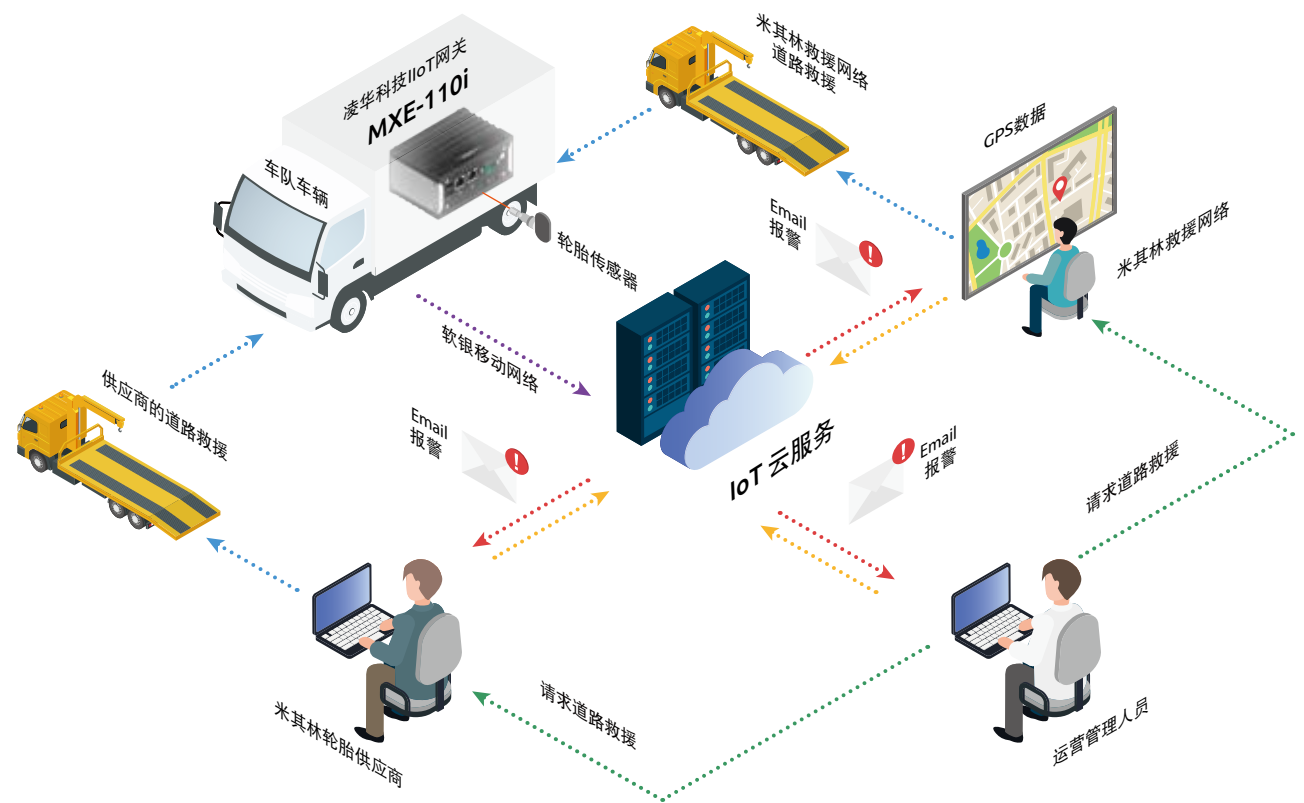 凌华科技IIoT网关
MXE-110i
车队车辆
轮胎传感器
米其林救援网络
道路救援
GPS数据
米其林救援网络
Email
报警
软银移动网络
供应商的道路救援
Email
报警
IoT 云服务
Email
报警
请求道路救援
米其林轮胎供应商
请求道路救援
运营管理人员